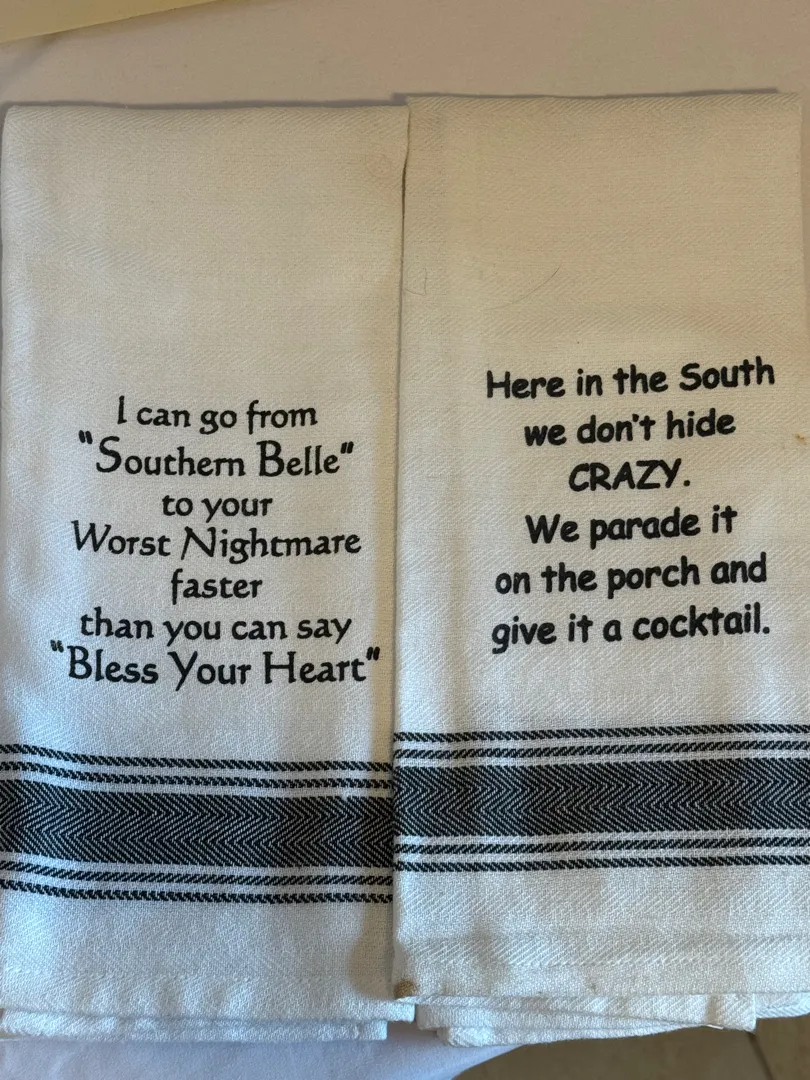 I can go from
"Southern Belle"
to your
Worst Nightmare
faster
than you can say
"Bless Your Heart"
Here in the South
we don't hide
CRAZY.
We parade it
on the porch and
give it a cocktail.